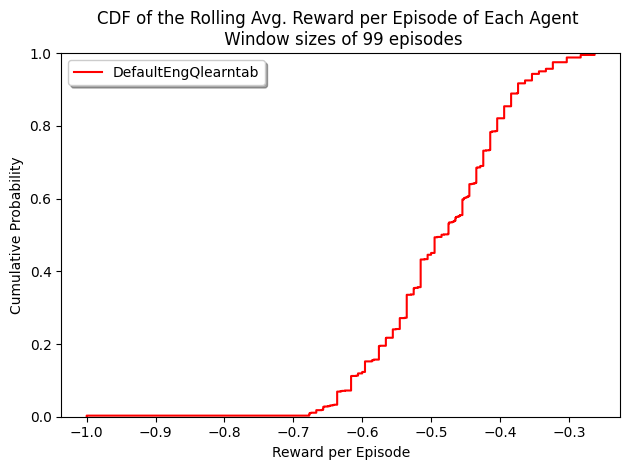 CDF of the Rolling Avg. Reward per Episode of Each Agent
Window sizes of 99 episodes
DefaultEngQlearntab
Cumulative Probability
1.0
0.8
0.6
0.4
0.2
0.0
−1.0 −0.9 −0.8 −0.7 −0.6 −0.5 −0.4 −0.3
Reward per Episode